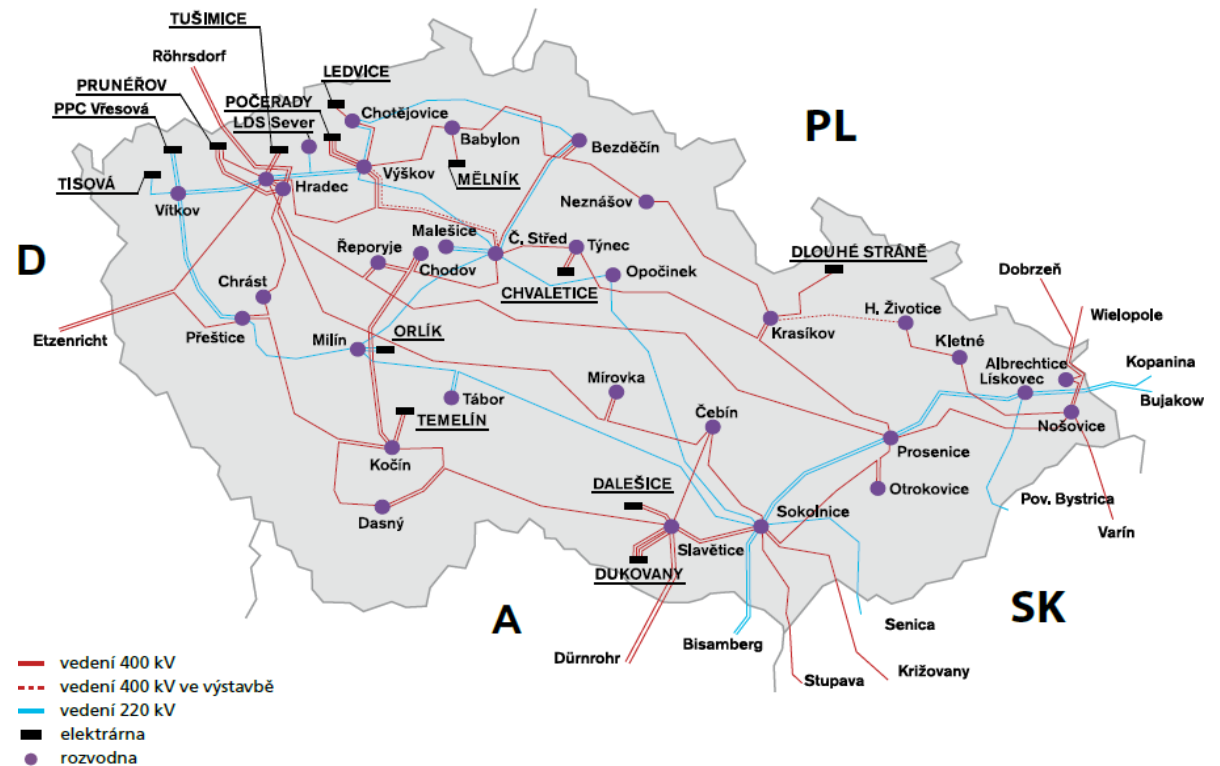 TUŠIMICE
Röhrsdorf
LEDVICE
PRUNÉŘOV
POČERADY
PPC Vřesová
LDS Sever
Chotějovice
Babylon
Bezděčín
PL
TISOVÁ
Vítkov
Hradec
Výškov
MĚLNÍK
Neznášov
D
Malešice
Č. Střed
Týnec
Řeporyje
Chodov
DLOUHÉ STRÁNĚ
Opočinek
CHVALETICE
Dobrzeń
Chrást
Wielopole
Krasíkov
H. Životice
Etzenricht
Přeštice
Milín
ORLÍK
Kletné
Albrechtice
Kopanina
Lískovec
Bujakow
Mírovka
Tábor
TEMELÍN
Čebín
Nošovice
Kočín
Prosenice
DALEŠICE
Otrokovice
Pov. Bystrica
Dasný
Sokolnice
Varín
Slavětice
DUKOVANY
A
SK
Senica
Bisamberg
Dürnrohr
Stupava
Križovany
vedení 400 kV
vedení 400 kV ve výstavbě
vedení 220 kV
elektrárna
rozvodna